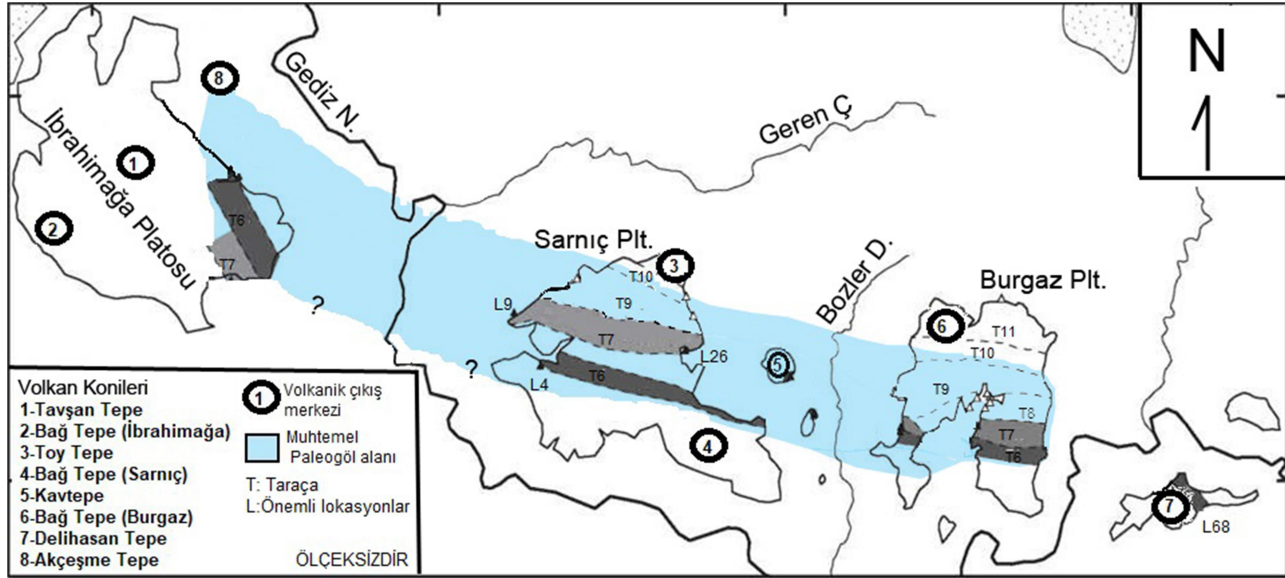 N
8
Gediz N.
Geren Ç
1
İbrahimağa Platosu
2
T6
T7
Sarnıç Plt.
3
T10
T9
L9
T7
L26
T6
L4
4
5
Bozler D.
Burgaz Plt.
6
T11
T10
T9
T8
T7
T6
7
L68
?
?
Volkan Konileri
1-Tavşan Tepe
2-Bağ Tepe (İbrahimağa)
3-Toy Tepe
4-Bağ Tepe (Sarnıç)
5-Kavtepe
6-Bağ Tepe (Burgaz)
7-Delihasan Tepe
8-Akçeşme Tepe
1 Volkanik çıkış
merkezi
Muhtemel
Paleogöl alanı
T: Taraça
L:Önemli lokasyonlar
ÖLÇEKSİZDİR